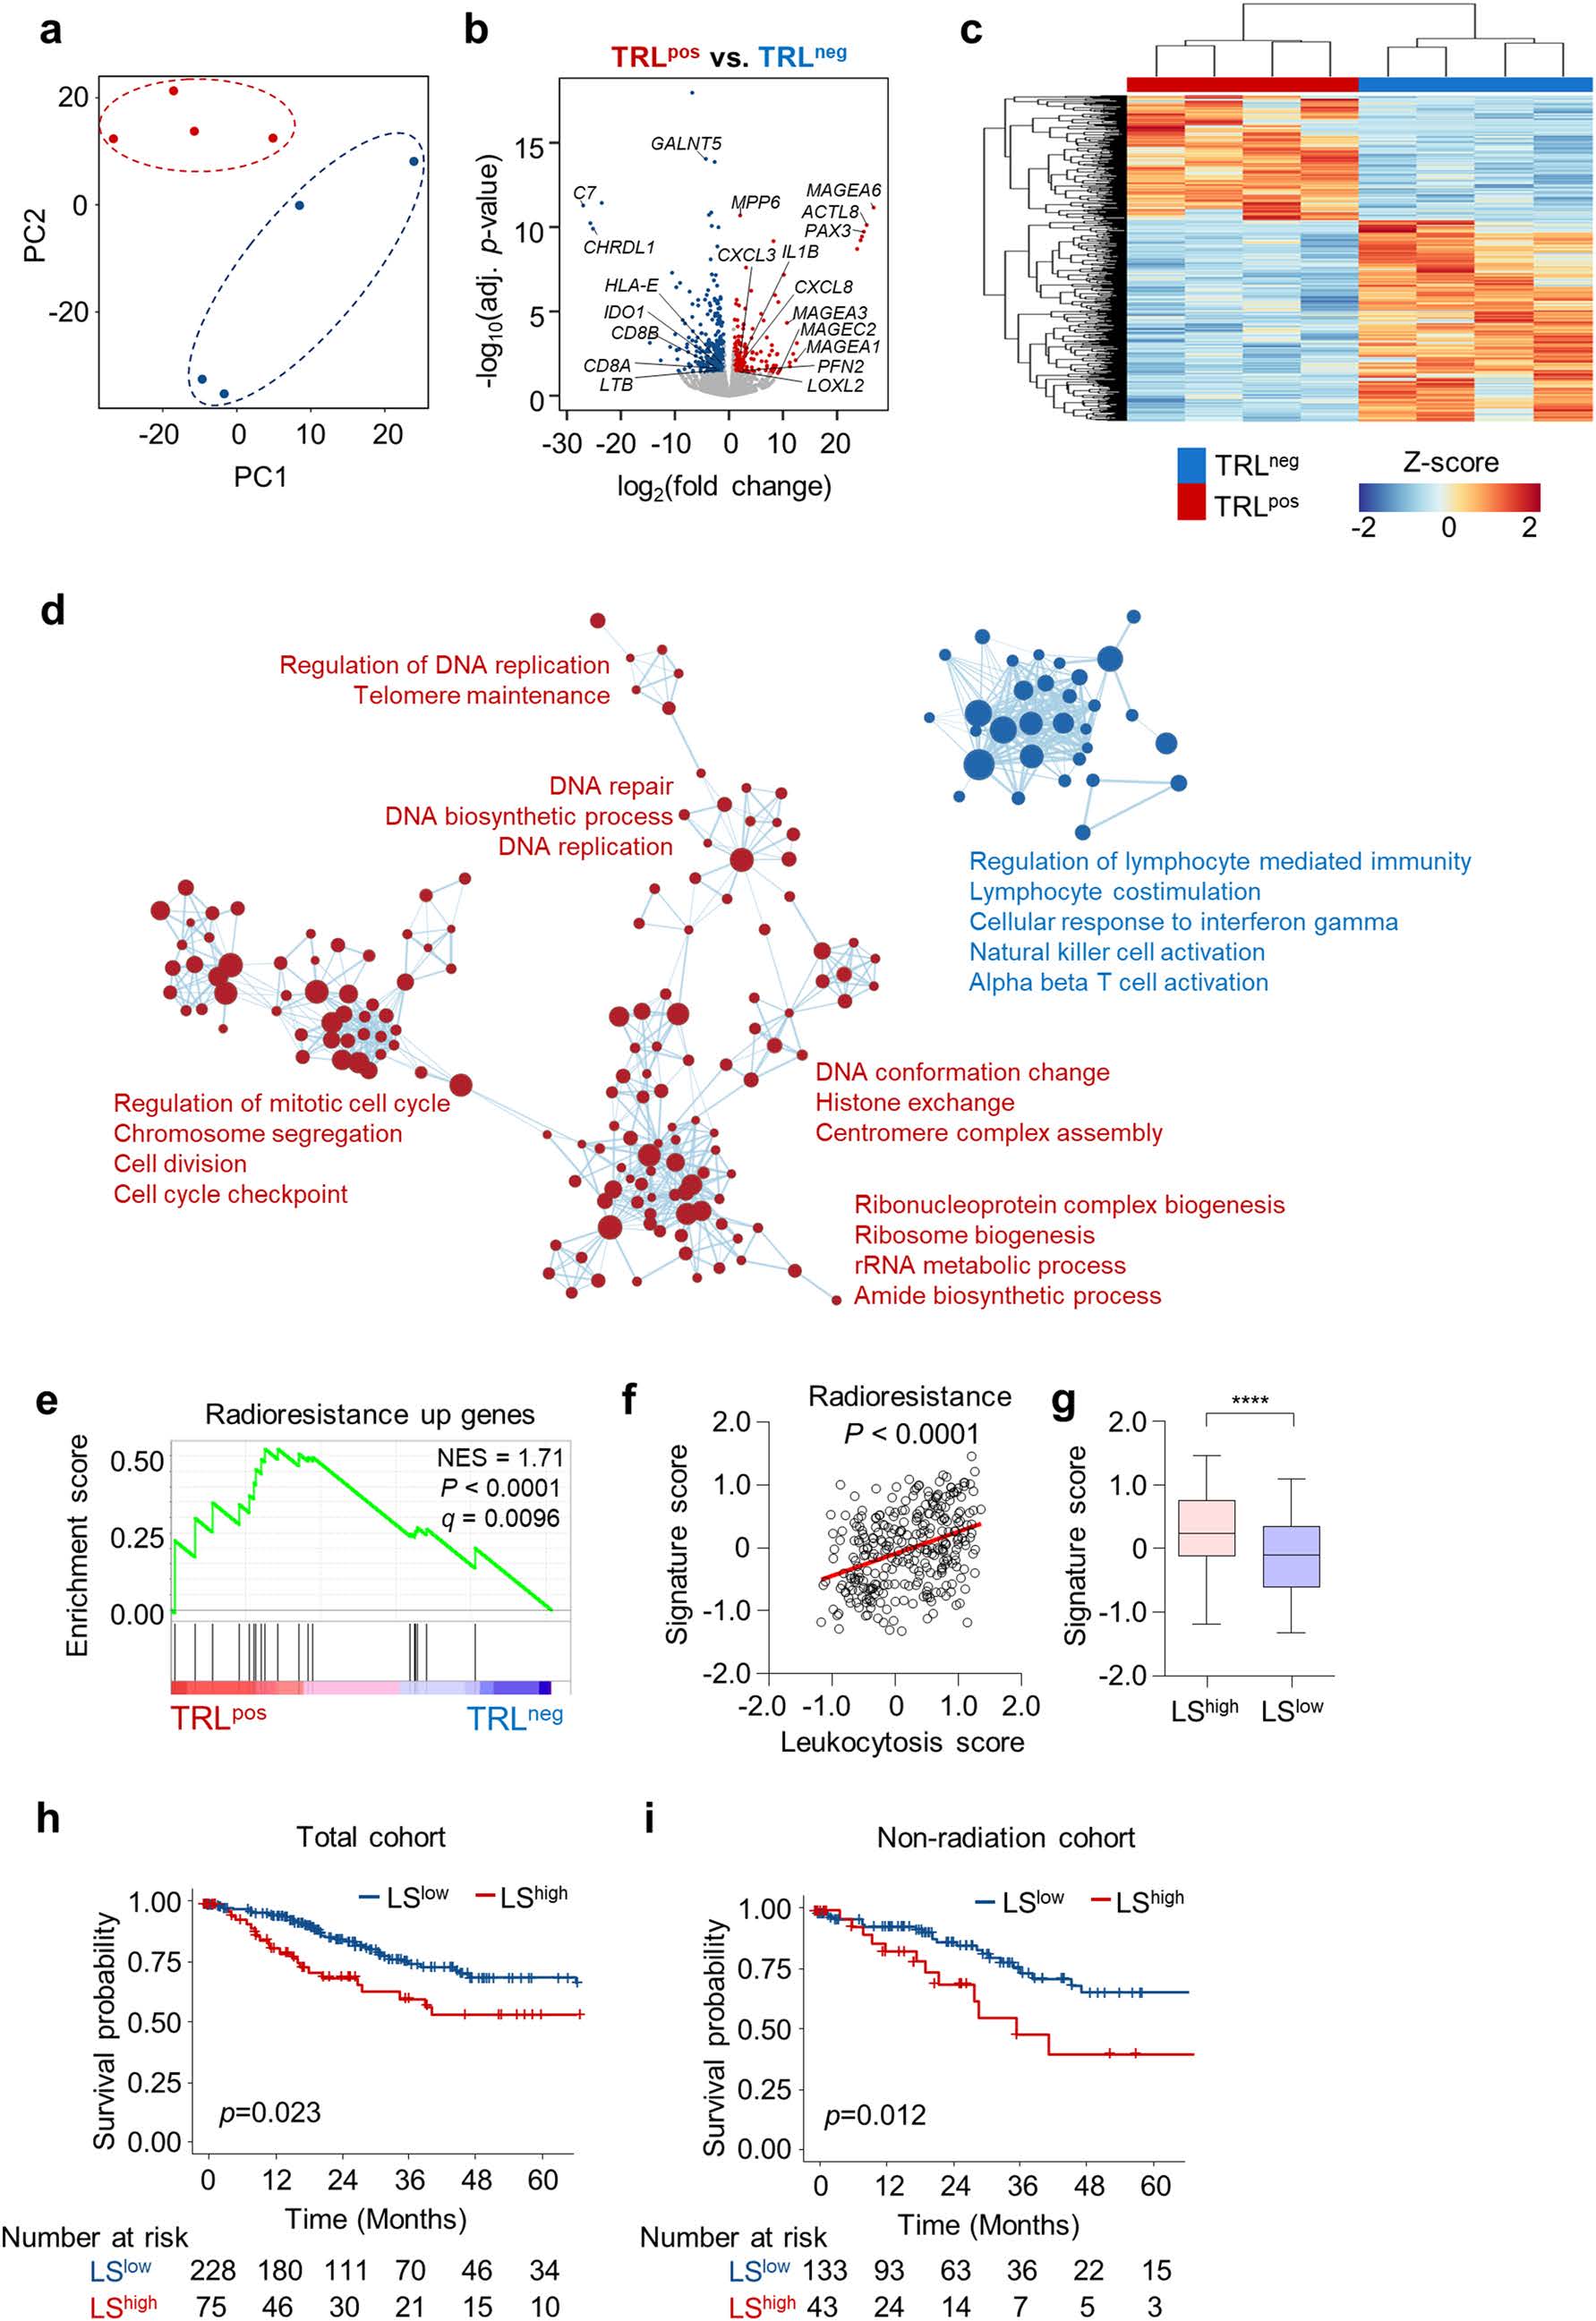 a
20
0
-20
PC2
-20 0 10 20
PC1
b
TRLpos vs. TRLneg
-log10(adj. p-value)
15
10
5
0
GALNT5
C7
CHRDL1
MPP6
MAGEA6
ACTL8
PAX3
CXCL3 IL1B
HLA-E
CXCL8
IDO1
MAGEA3
CD8B
MAGEC2
MAGEA1
CD8A
PFN2
LTB
LOXL2
-30 -20 -10 0 10 20
log2(fold change)
c
TRLneg
TRLpos
Z-score
-2 0 2
d
Regulation of DNA replication
Telomere maintenance
DNA repair
DNA biosynthetic process
DNA replication
Regulation of lymphocyte mediated immunity
Lymphocyte costimulation
Cellular response to interferon gamma
Natural killer cell activation
Alpha beta T cell activation
Regulation of mitotic cell cycle
Chromosome segregation
Cell division
Cell cycle checkpoint
DNA conformation change
Histone exchange
Centromere complex assembly
Ribonucleoprotein complex biogenesis
Ribosome biogenesis
rRNA metabolic process
Amide biosynthetic process
e
Radioresistance up genes
Enrichment score
0.50
0.25
0.00
NES = 1.71
P < 0.0001
q = 0.0096
TRLpos TRLneg
f
Radioresistance
P < 0.0001
Signature score
2.0
1.0
0
-1.0
-2.0
-2.0 -1.0 0 1.0 2.0
Leukocytosis score
g
****
Signature score
2.0
1.0
0
-1.0
-2.0
LShigh LSlow
h
Total cohort
LSlow LShigh
Survival probability
1.00
0.75
0.50
0.25
0.00
p=0.023
0 12 24 36 48 60
Time (Months)
Number at risk
LSlow 228 180 111 70 46 34
LShigh 75 46 30 21 15 10
i
Non-radiation cohort
LSlow LShigh
Survival probability
1.00
0.75
0.50
0.25
0.00
p=0.012
0 12 24 36 48 60
Time (Months)
Number at risk
LSlow 133 93 63 36 22 15
LShigh 43 24 14 7 5 3